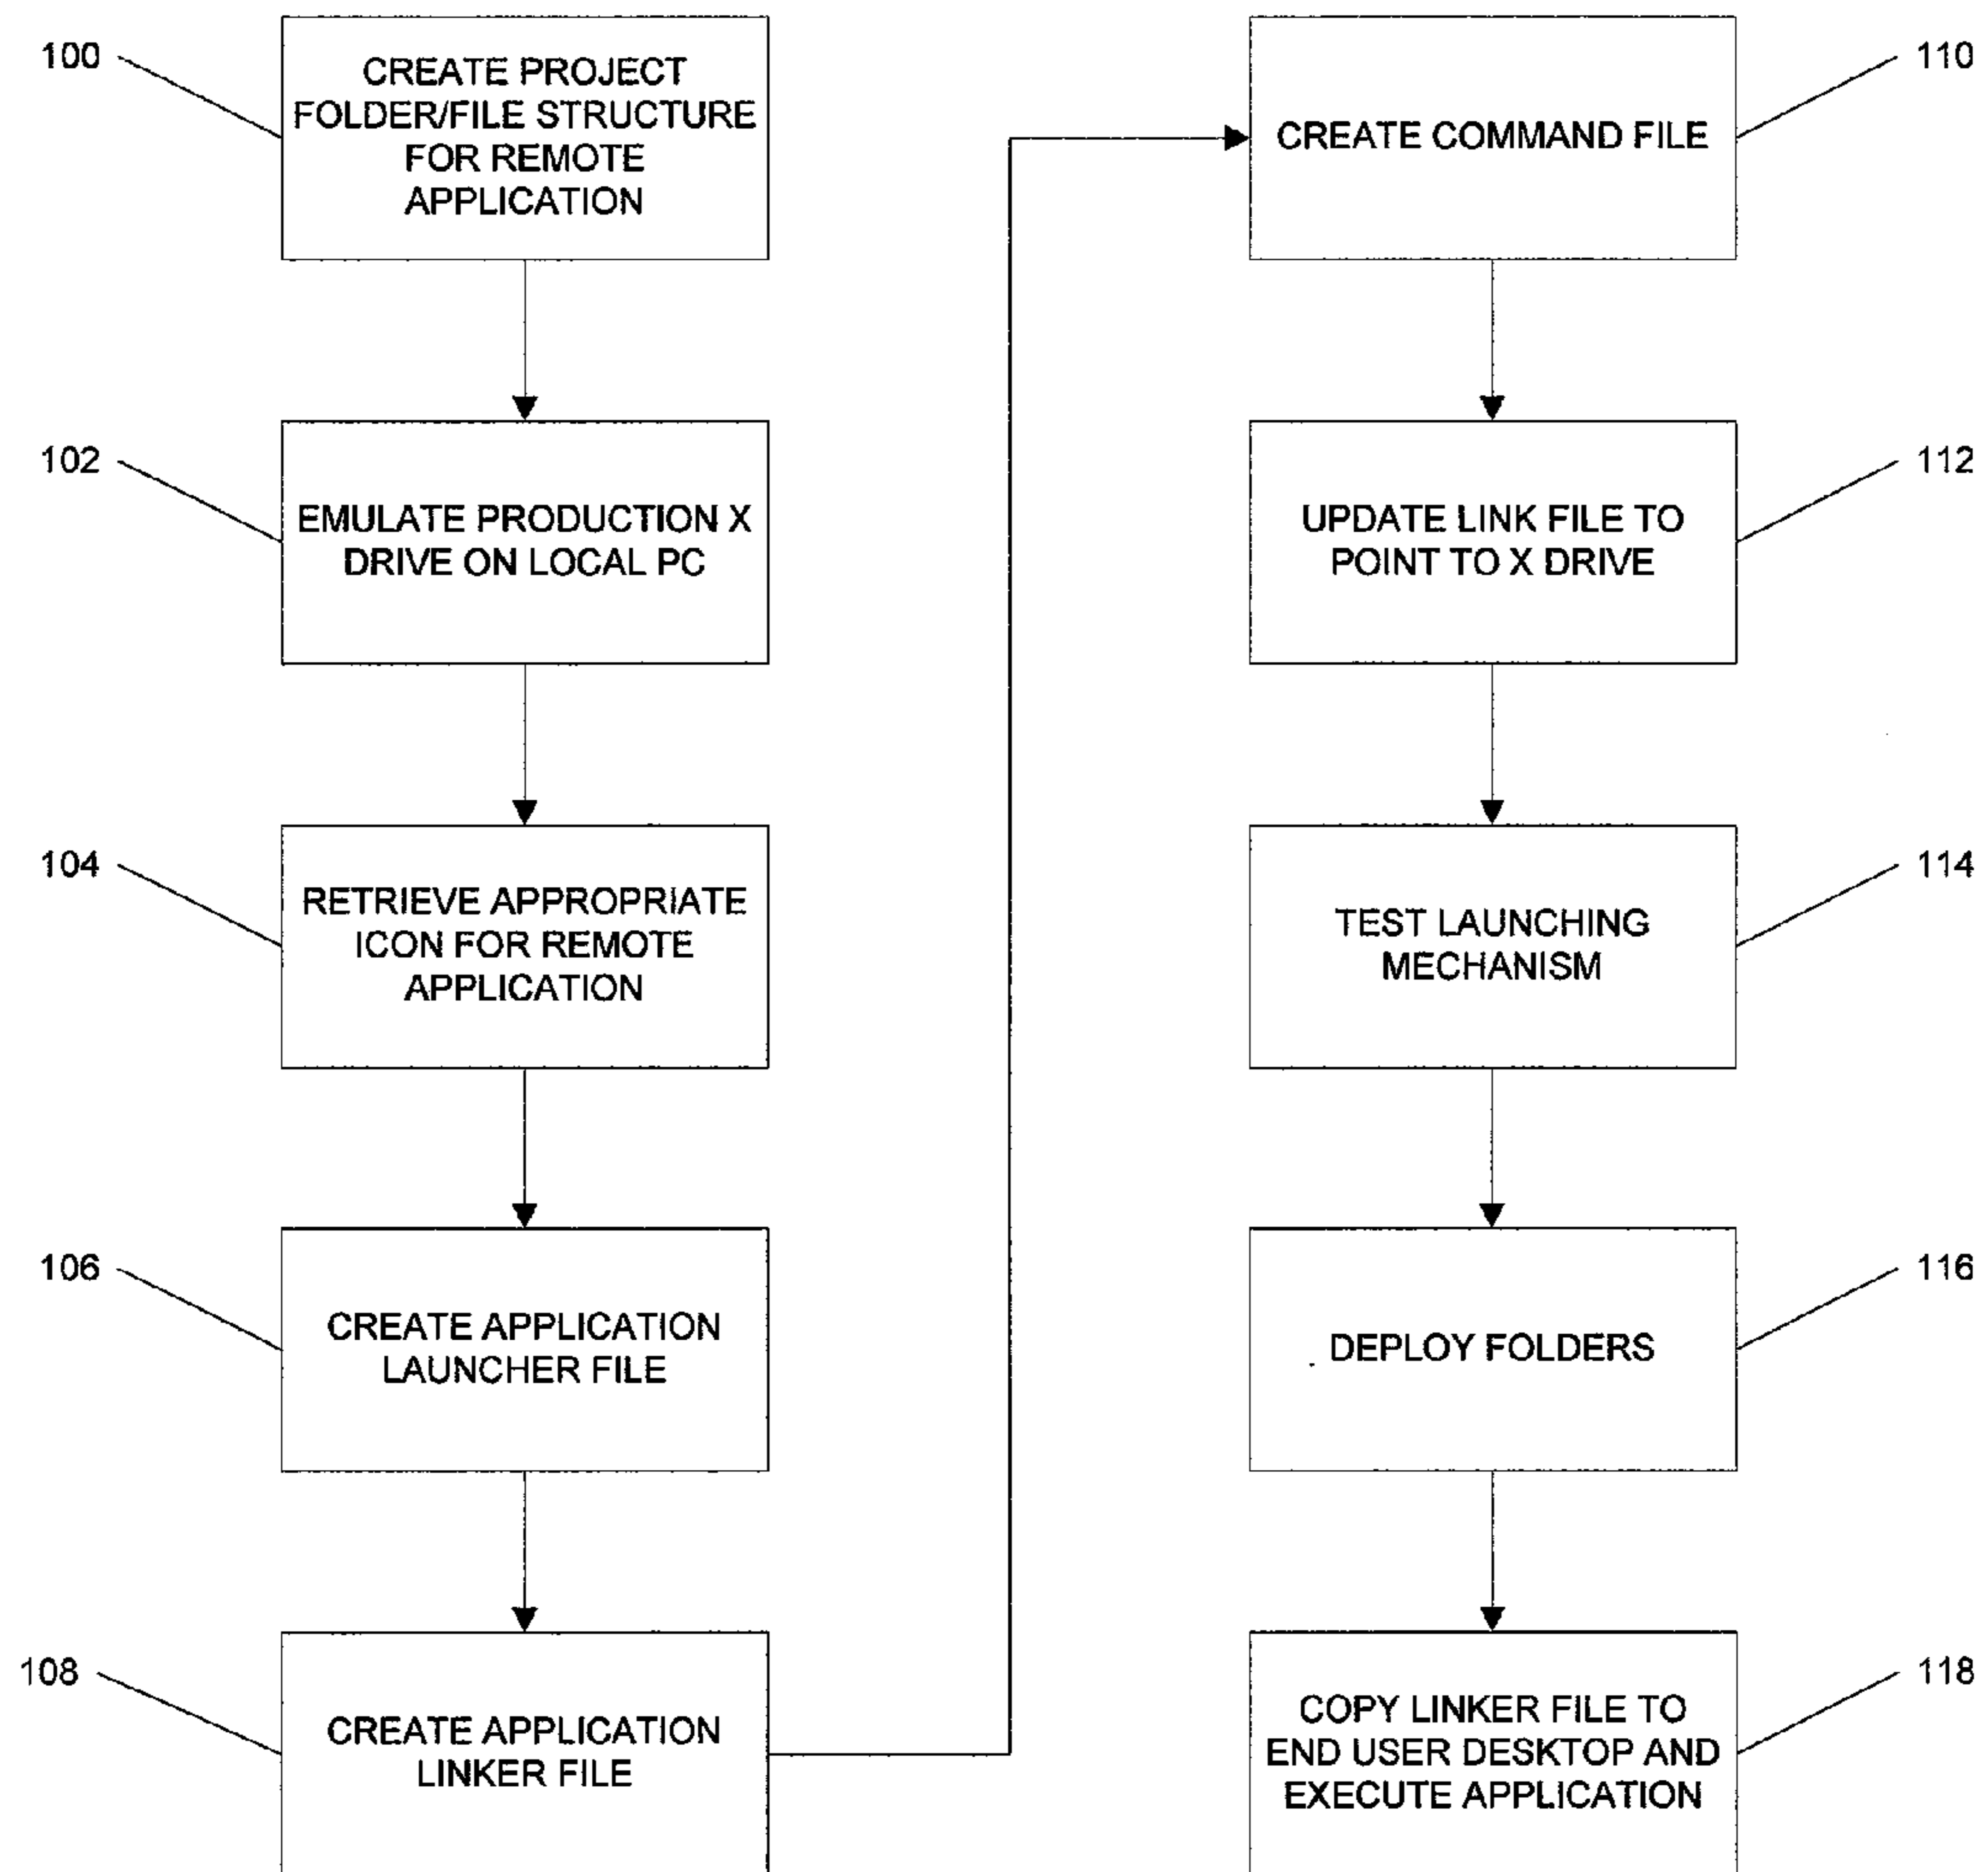 100
CREATE PROJECT
FOLDER/FILE STRUCTURE
FOR REMOTE
APPLICATION
102
EMULATE PRODUCTION X
DRIVE ON LOCAL PC
104
RETRIEVE APPROPRIATE
ICON FOR REMOTE
APPLICATION
106
CREATE APPLICATION
LAUNCHER FILE
108
CREATE APPLICATION
LINKER FILE
110
CREATE COMMAND FILE
112
UPDATE LINK FILE TO
POINT TO X DRIVE
114
TEST LAUNCHING
MECHANISM
116
DEPLOY FOLDERS
118
COPY LINKER FILE TO
END USER DESKTOP AND
EXECUTE APPLICATION